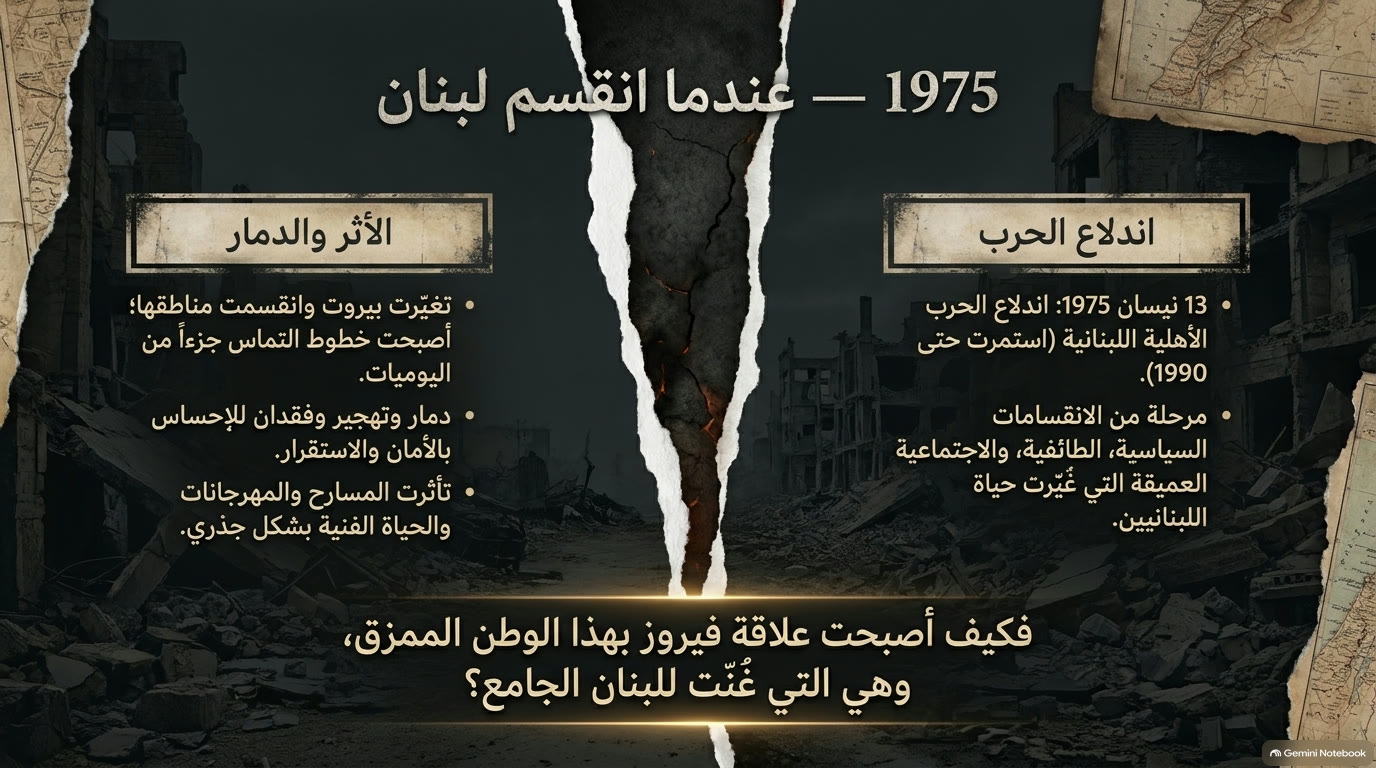 1975 — عندما انقسم لبنان
اندلاع الحرب
• 13 نيسان 1975: اندلاع الحرب
الأهلية اللبنانية (استمرت حتى
1990).
• مرحلة من الانقسامات
السياسية، الطائفية، والاجتماعية
العميقة التي غُيّرت حياة
اللبنانيين.
الأثر والدمار
• تغيّرت بيروت وانقسمت مناطقها؛
أصبحت خطوط التماس جزءاً من
اليوميات.
• دمار وتهجير وفقدان للإحساس
بالأمان والاستقرار.
• تأثرت المسارح والمهرجانات
والحياة الفنية بشكل جذري.
فكيف أصبحت علاقة فيروز بهذا الوطن الممزق،
وهي التي غُنّت للبنان الجامع؟
Gemini Notebook